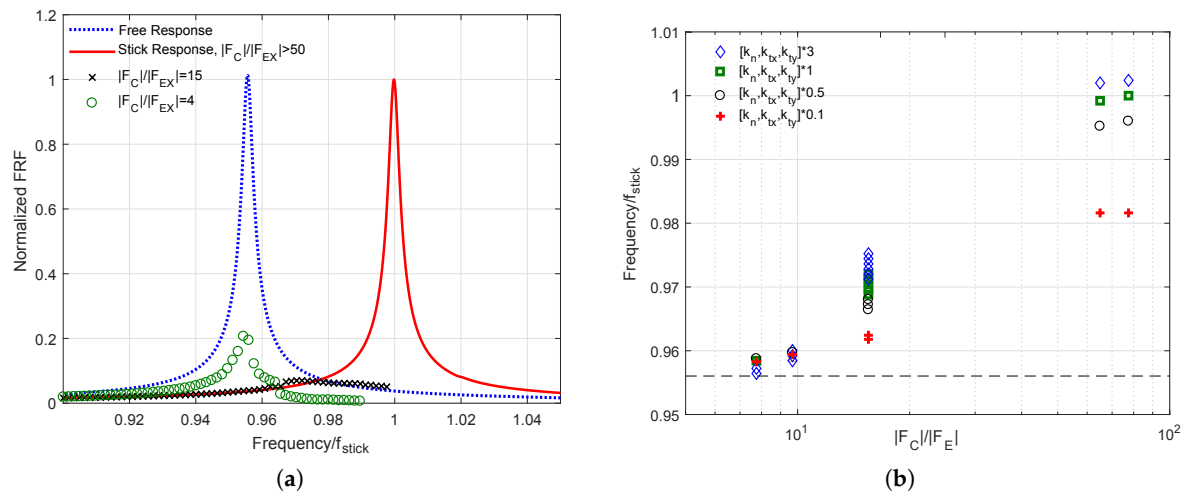 1.2
1
0.8
0.6
0.4
0.2
0
Normalized FRF
Free Response
Stick Response, |F_C|/|F_EX|>50
|F_C|/|F_EX|=15
|F_C|/|F_EX|=4
0.92 0.94 0.96 0.98 1 1.02 1.04
Frequency/f_stick
(a)
1.01
1
0.99
0.98
0.97
0.96
0.95
Frequency/f_stick
[k_n,k_tx,k_ty]*3
[k_n,k_tx,k_ty]*1
[k_n,k_tx,k_ty]*0.5
[k_n,k_tx,k_ty]*0.1
10^1 10^2
|F_C|/|F_E|
(b)